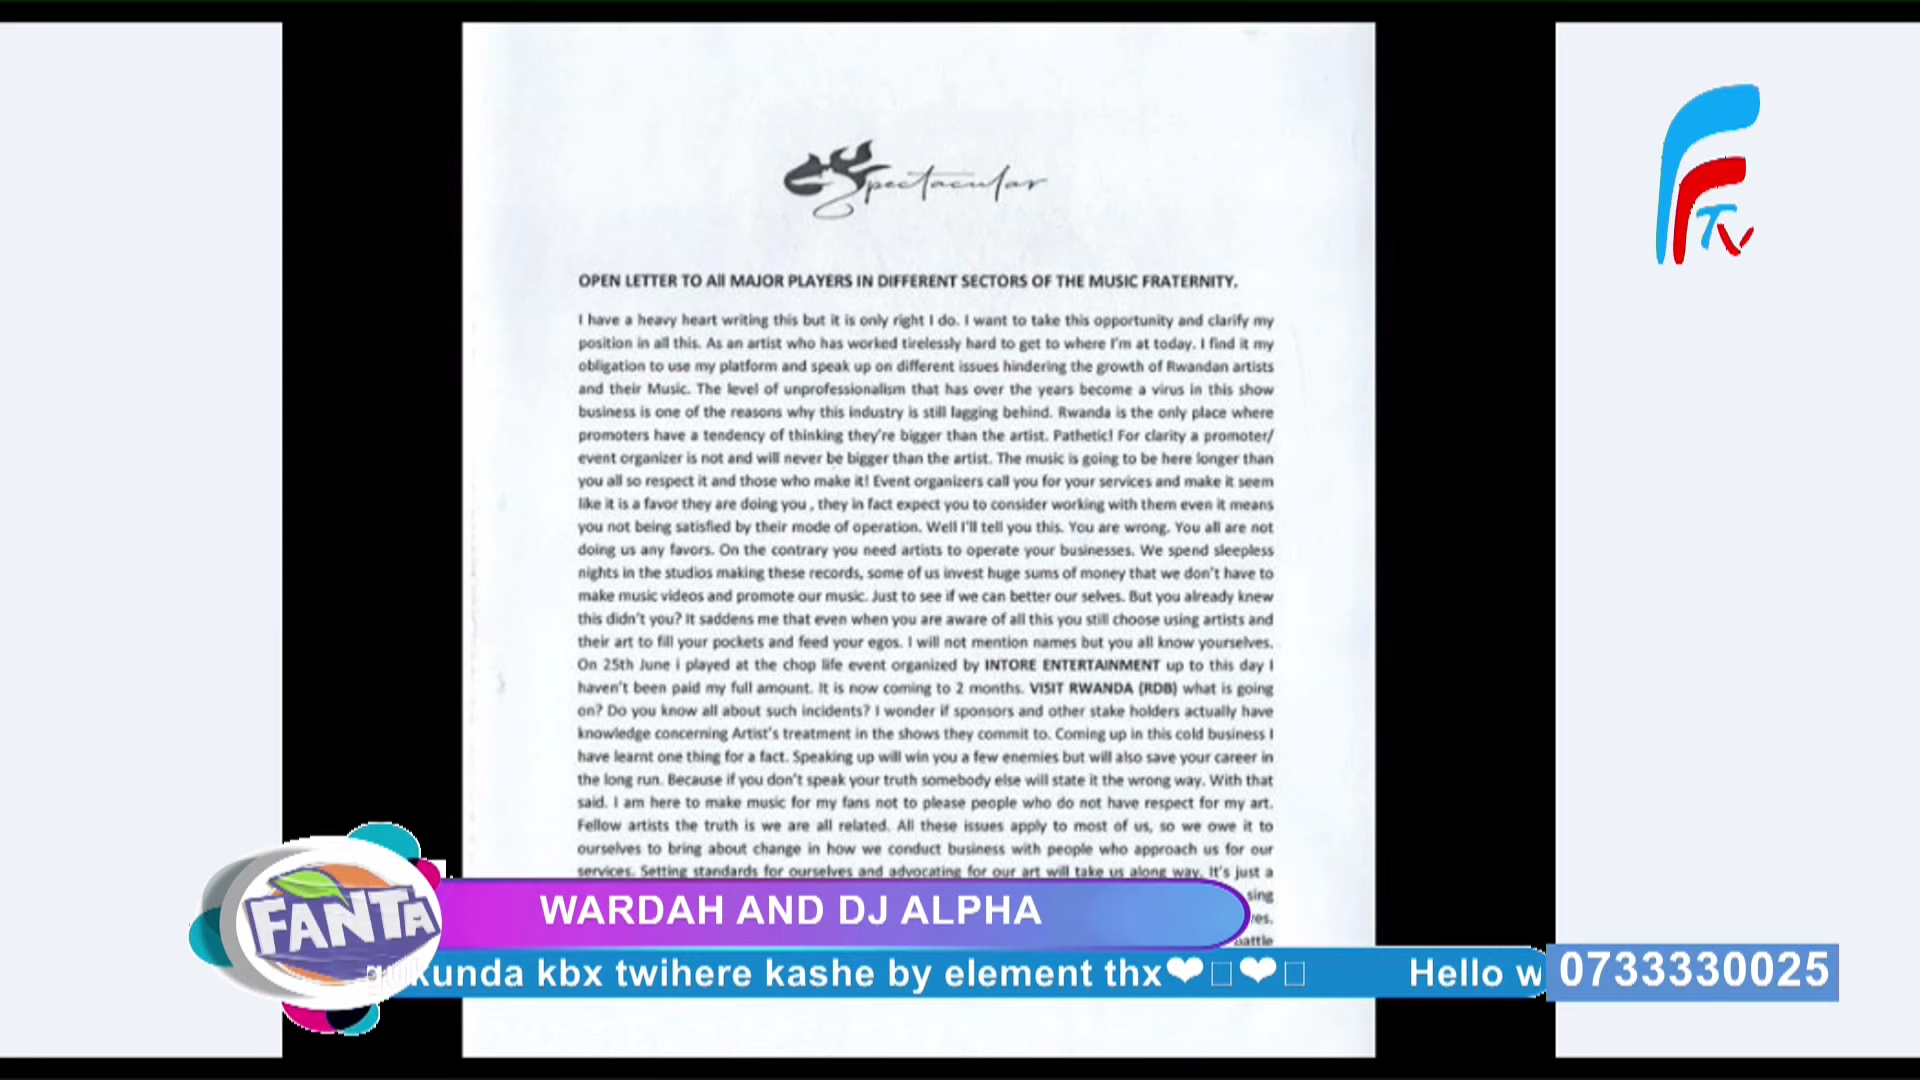 Spectacular
OPEN LETTER TO All MAJOR PLAYERS IN DIFFERENT SECTORS OF THE MUSIC FRATERNITY.
I have a heavy heart writing this but it is only right I do. I want to take this opportunity and clarify my
position in all this. As an artist who has worked tirelessly hard to get to where I'm at today. I find it my
obligation to use my platform and speak up on different issues hindering the growth of Rwandan artists
and their Music. The level of unprofessionalism that has over the years become a virus in this show
business is one of the reasons why this industry is still lagging behind. Rwanda is the only place where
promoters have a tendency of thinking they're bigger than the artist. Pathetic! For clarity a promoter/
event organizer is not and will never be bigger than the artist. The music is going to be here longer than
you all so respect it and those who make it! Event organizers call you for your services and make it seem
like it is a favor they are doing you , they in fact expect you to consider working with them even it means
you not being satisfied by their mode of operation. Well I'll tell you this. You are wrong. You all are not
doing us any favors. On the contrary you need artists to operate your businesses. We spend sleepless
nights in the studios making these records, some of us invest huge sums of money that we don't have to
make music videos and promote our music. Just to see if we can better our selves. But you already knew
this didn't you? It saddens me that even when you are aware of all this you still choose using artists and
their art to fill your pockets and feed your egos. I will not mention names but you all know yourselves.
On 25th June i played at the chop life event organized by INTORE ENTERTAINMENT up to this day I
haven't been paid my full amount. It is now coming to 2 months. VISIT RWANDA (RDB) what is going
on? Do you know all about such incidents? I wonder if sponsors and other stake holders actually have
knowledge concerning Artist's treatment in the shows they commit to. Coming up in this cold business I
have learnt one thing for a fact. Speaking up will win you a few enemies but will also save your career in
the long run. Because if you don't speak your truth somebody else will state it the wrong way. With that
said. I am here to make music for my fans not to please people who do not have respect for my art.
Fellow artists the truth is we are all related. All these issues apply to most of us, so we owe it to
ourselves to bring about change in how we conduct business with people who approach us for our
services. Setting standards for ourselves and advocating for our art will take us along way. It's just a
sing
res.
battle
F TV
FANTA
WARDAH AND DJ ALPHA
kunda kbx twihere kashe by element thx❤□❤□ Hello w
0733330025